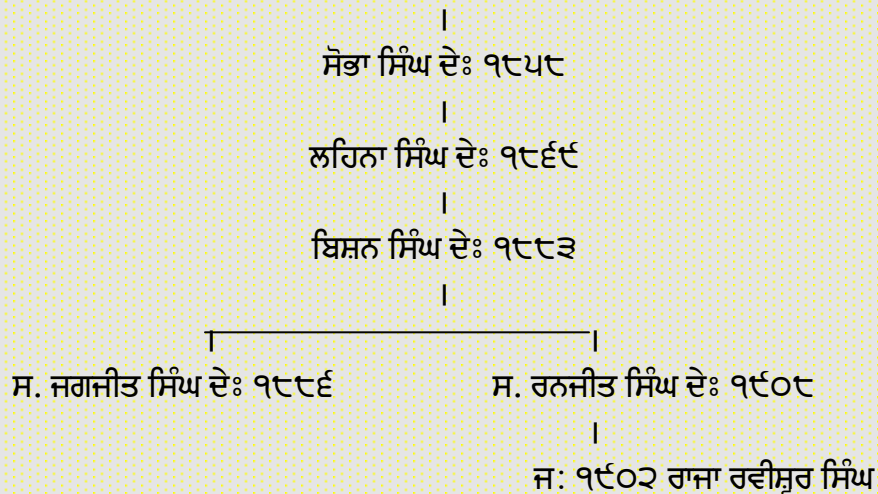 ਸੋਭਾ ਸਿੰਘ ਦੇਃ ੧੮੫੮
ਲਹਿਨਾ ਸਿੰਘ ਦੇਃ ੧੮੬੯
ਬਿਸ਼ਨ ਸਿੰਘ ਦੇਃ ੧੮੮੩
ਸ. ਜਗਜੀਤ ਸਿੰਘ ਦੇਃ ੧੮੮੬ ਸ. ਰਨਜੀਤ ਸਿੰਘ ਦੇਃ ੧੯੦੮
ਜ: ੧੯੦੨ ਰਾਜਾ ਰਵੀਸ਼ੂਰ ਸਿੰਘ